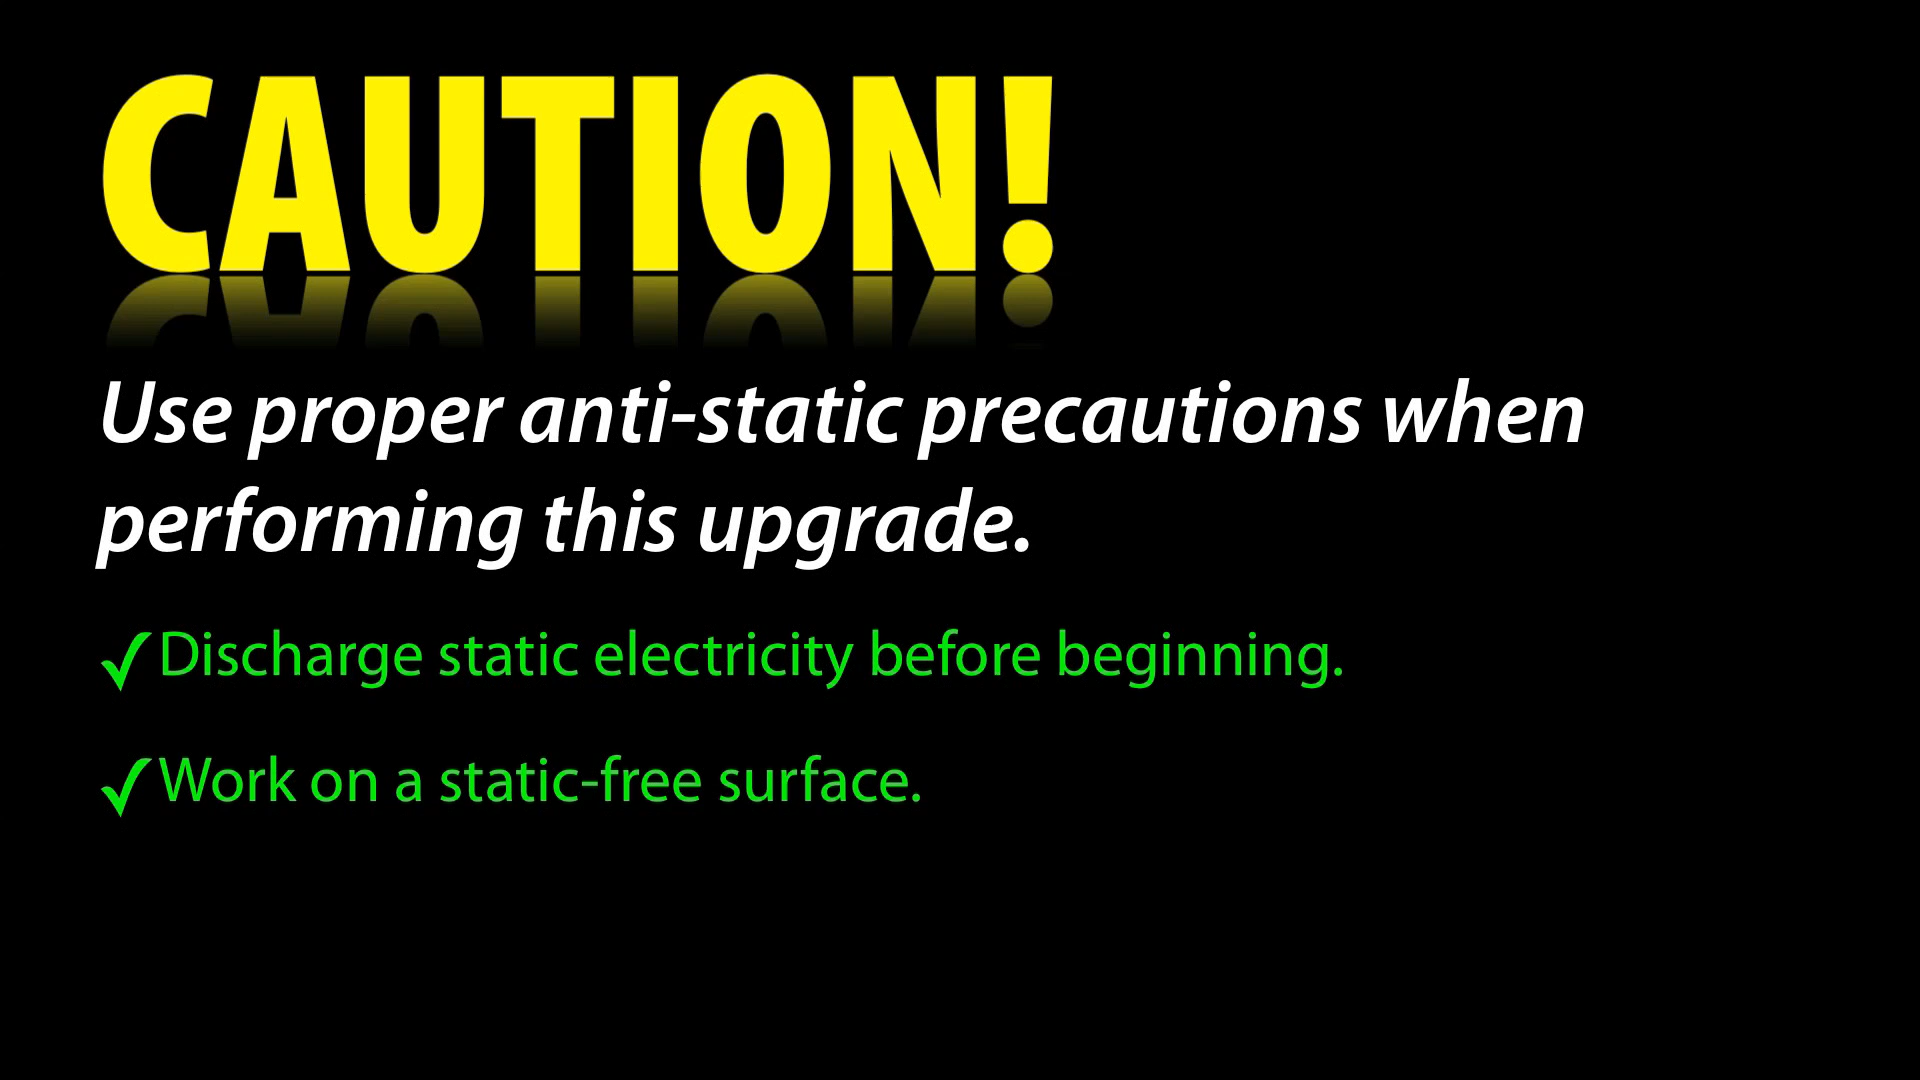 CAUTION!
Use proper anti-static precautions when
performing this upgrade.
✓Discharge static electricity before beginning.
✓Work on a static-free surface.